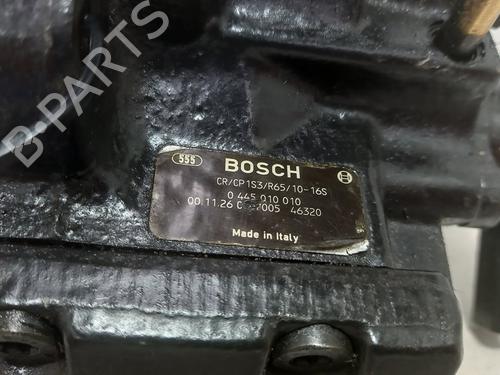 B-PARTS
555 BOSCH
CR/CP1S3/R65/10-16S
0 445 010 010
00.11.26 7005 46320
Made in Italy